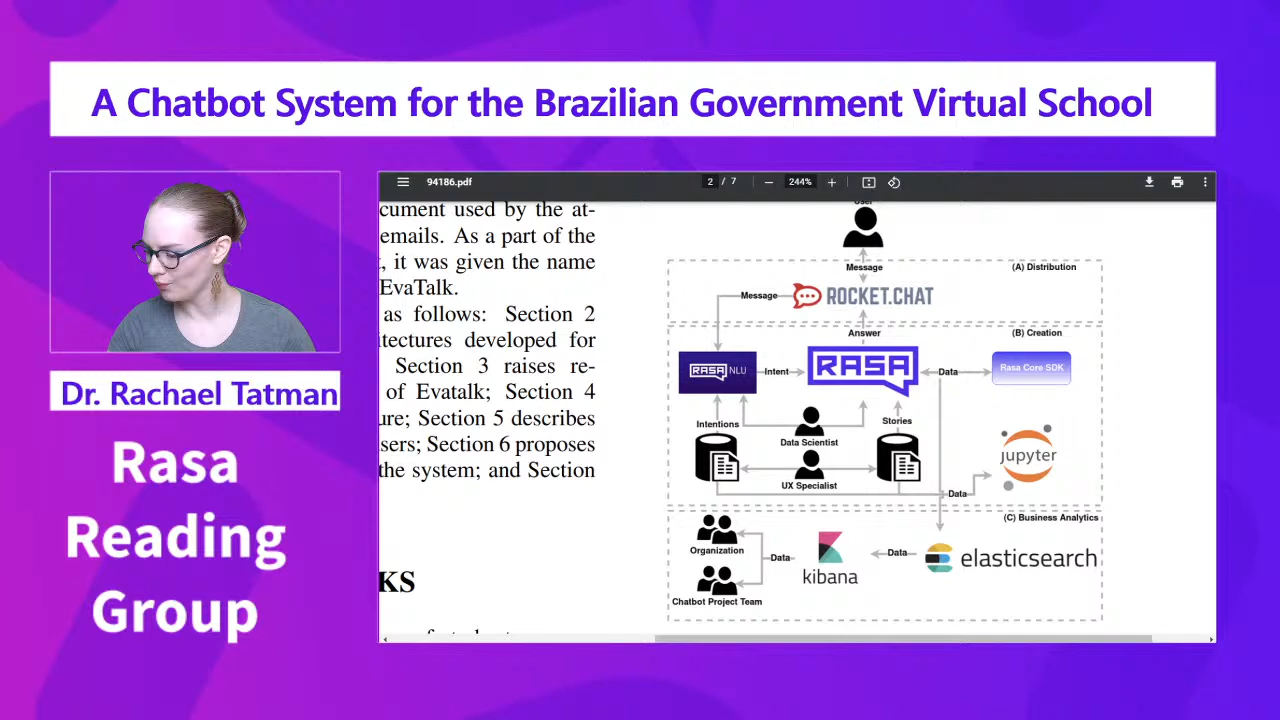 A Chatbot System for the Brazilian Government Virtual School
94186.pdf
2 / 7
244%
cument used by the at-
emails. As a part of the
, it was given the name
EvaTalk.
as follows: Section 2
itectures developed for
Section 3 raises re-
of Evatalk; Section 4
ure; Section 5 describes
sers; Section 6 proposes
the system; and Section
KS
User
Message
(A) Distribution
Message
ROCKET.CHAT
Answer
(B) Creation
RASA NLU
Intent
RASA
Data
Rasa Core SDK
Intentions
Stories
Data Scientist
jupyter
UX Specialist
Data
(C) Business Analytics
Organization
Data
kibana
Data
elasticsearch
Chatbot Project Team
Dr. Rachael Tatman
Rasa
Reading
Group